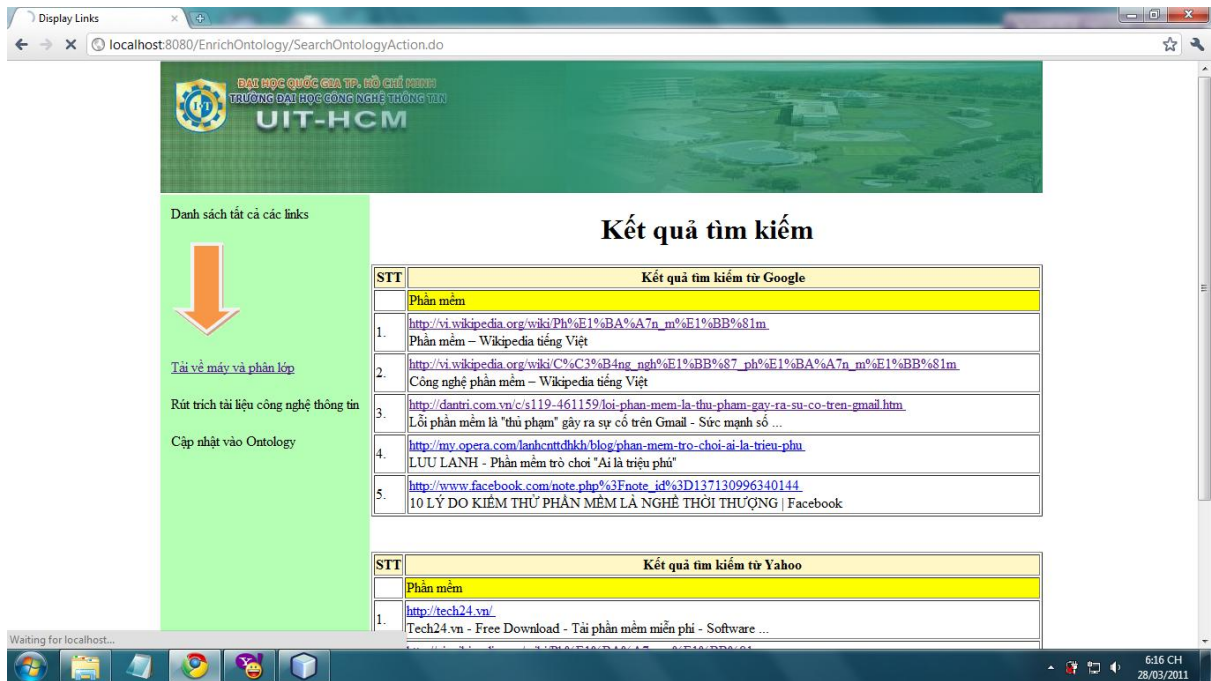 Display Links
localhost:8080/EnrichOntology/SearchOntologyAction.do
ĐẠI HỌC QUỐC GIA TP. HỒ CHÍ MINH
TRƯỜNG ĐẠI HỌC CÔNG NGHỆ THÔNG TIN
UIT-HCM
Danh sách tất cả các links
Tải về máy và phân lớp
Rút trích tài liệu công nghệ thông tin
Cập nhật vào Ontology
Kết quả tìm kiếm
STT Kết quả tìm kiếm từ Google
Phần mềm
1. http://vi.wikipedia.org/wiki/Ph%E1%BA%A7n_m%E1%BB%81m
Phần mềm – Wikipedia tiếng Việt
2. http://vi.wikipedia.org/wiki/C%C3%B4ng_ngh%E1%BB%87_ph%E1%BA%A7n_m%E1%BB%81m
Công nghệ phần mềm – Wikipedia tiếng Việt
3. http://dantri.com.vn/c/s119-461159/loi-phan-mem-la-thu-pham-gay-ra-su-co-tren-gmail.htm
Lỗi phần mềm là "thủ phạm" gây ra sự cố trên Gmail - Sức mạnh số ...
4. http://my.opera.com/lanhcnttdhkh/blog/phan-mem-tro-choi-ai-la-trieu-phu
LUU LANH - Phần mềm trò chơi "Ai là triệu phú"
5. http://www.facebook.com/note.php%3Fnote_id%3D137130996340144
10 LÝ DO KIỂM THỬ PHẦN MỀM LÀ NGHỀ THỜI THƯỢNG | Facebook
STT Kết quả tìm kiếm từ Yahoo
Phần mềm
1. http://tech24.vn/
Tech24.vn - Free Download - Tải phần mềm miễn phí - Software ...
Waiting for localhost...
6:16 CH
28/03/2011